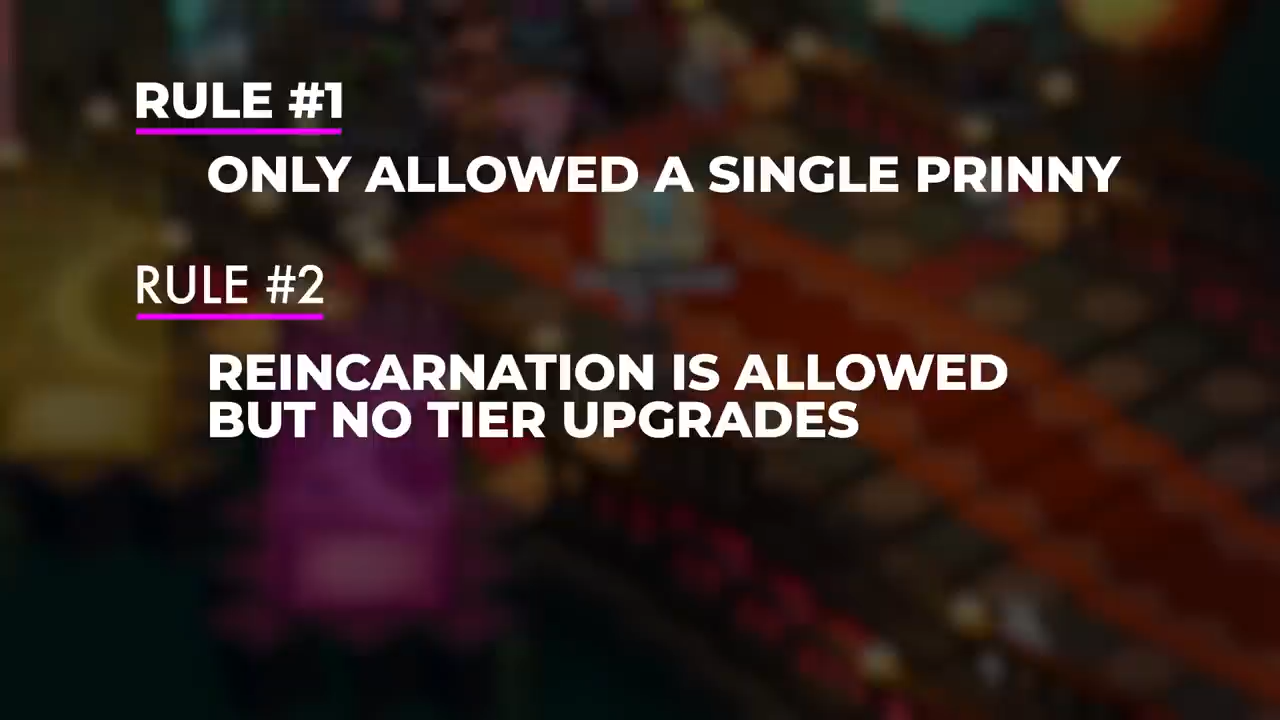 RULE #1
ONLY ALLOWED A SINGLE PRINNY
RULE #2
REINCARNATION IS ALLOWED
BUT NO TIER UPGRADES